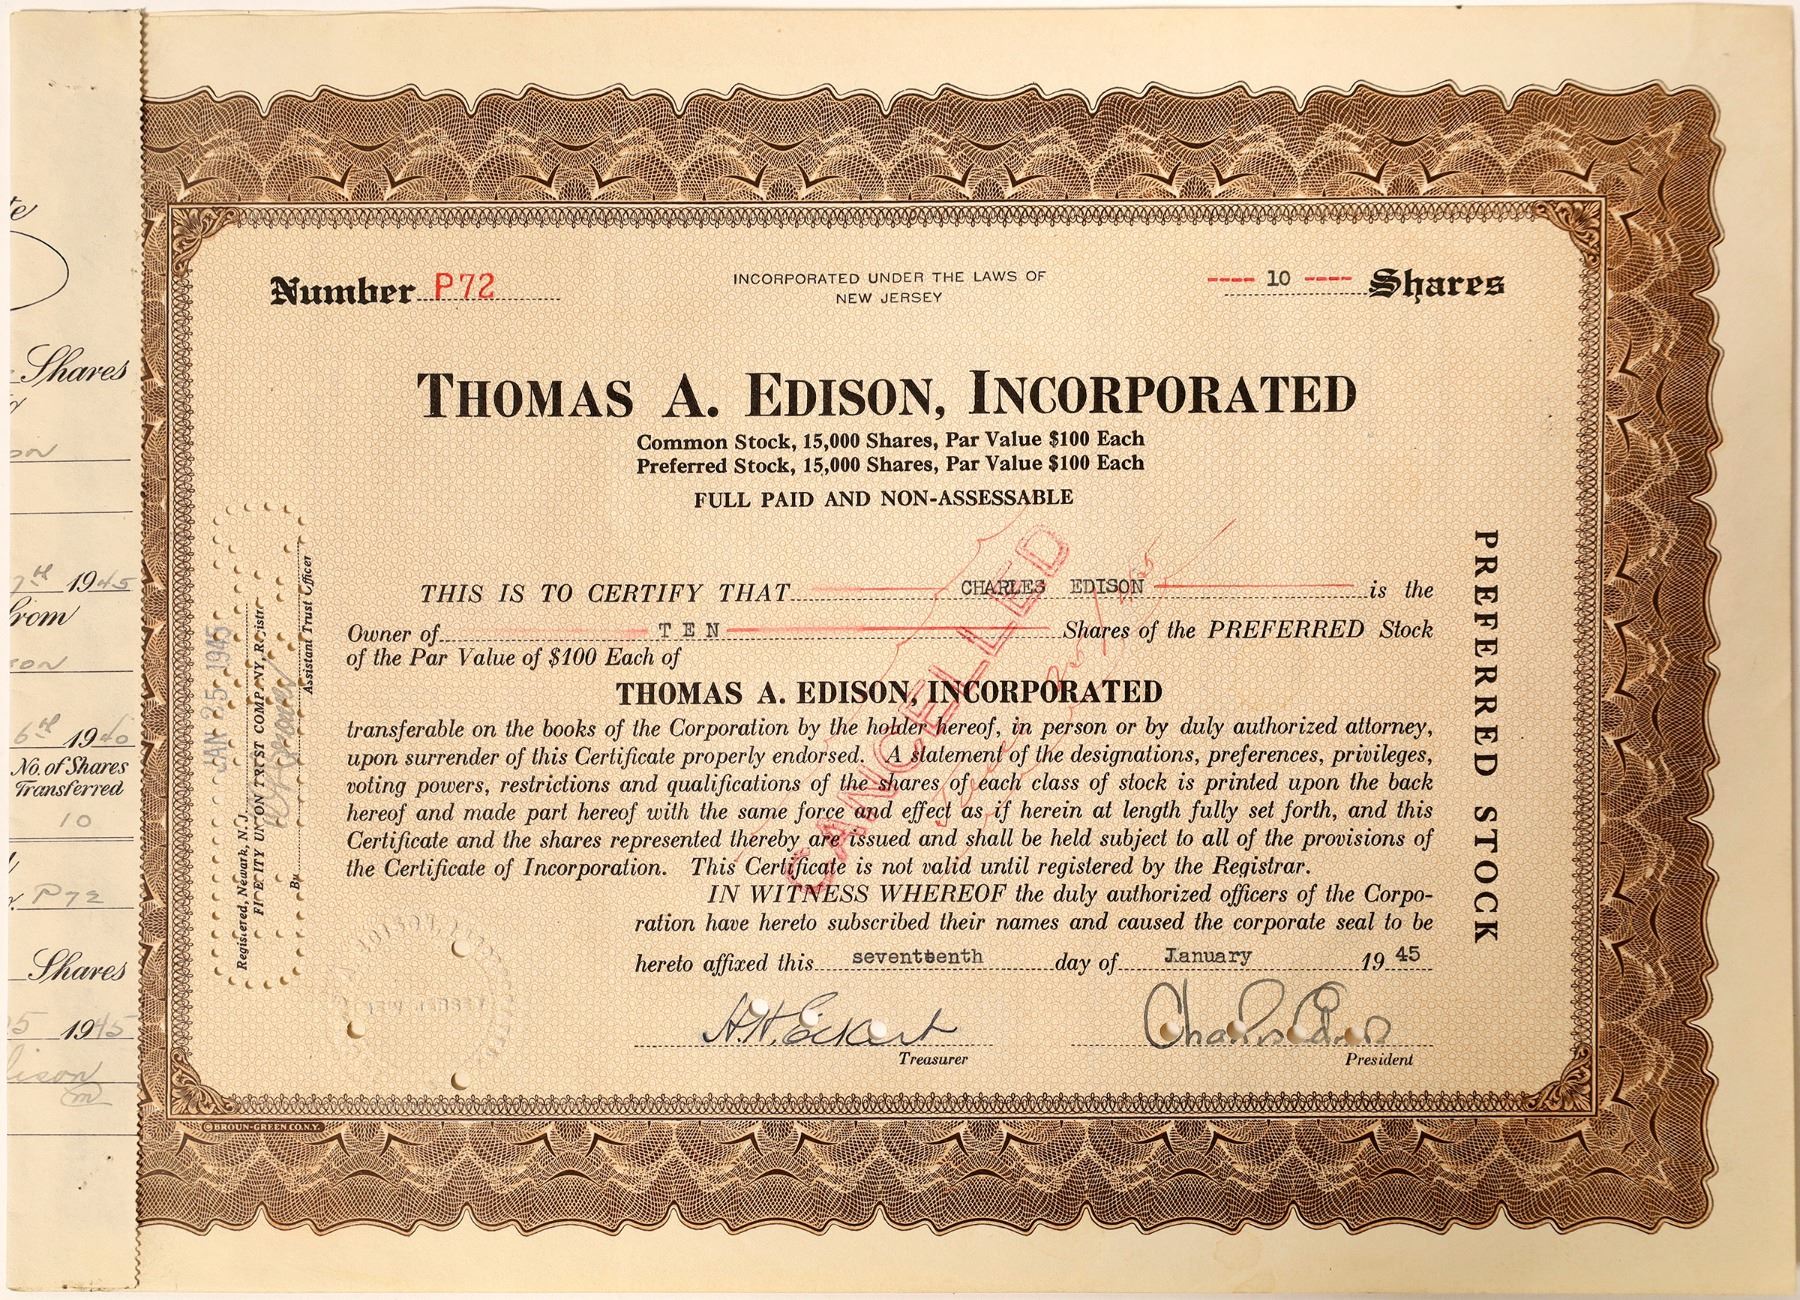 te
Shares
on
7th 1945
from
son
6th 1940
No. of Shares
Transferred
10
P72
Shares
25 1945
dison
m
Number P72
INCORPORATED UNDER THE LAWS OF
NEW JERSEY
---- 10 ---- Shares
THOMAS A. EDISON, INCORPORATED
Common Stock, 15,000 Shares, Par Value $100 Each
Preferred Stock, 15,000 Shares, Par Value $100 Each
FULL PAID AND NON-ASSESSABLE
THIS IS TO CERTIFY THAT CHARLES EDISON is the
Owner of TEN Shares of the PREFERRED Stock
of the Par Value of $100 Each of
THOMAS A. EDISON, INCORPORATED
transferable on the books of the Corporation by the holder hereof, in person or by duly authorized attorney,
upon surrender of this Certificate properly endorsed. A statement of the designations, preferences, privileges,
voting powers, restrictions and qualifications of the shares of each class of stock is printed upon the back
hereof and made part hereof with the same force and effect as if herein at length fully set forth, and this
Certificate and the shares represented thereby are issued and shall be held subject to all of the provisions of
the Certificate of Incorporation. This Certificate is not valid until registered by the Registrar.
IN WITNESS WHEREOF the duly authorized officers of the Corpo-
ration have hereto subscribed their names and caused the corporate seal to be
hereto affixed this seventeenth day of January 19 45
H.H. Eckert
Treasurer
Charles Edison
President
CANCELLED
PREFERRED STOCK
JAN 25 1945
Registered, Newark, N.J.
FIDELITY UNION TRUST COMPANY, Registrar
By
Assistant Trust Officer
NEW JERSEY
© BROUN-GREEN CO. N.Y.